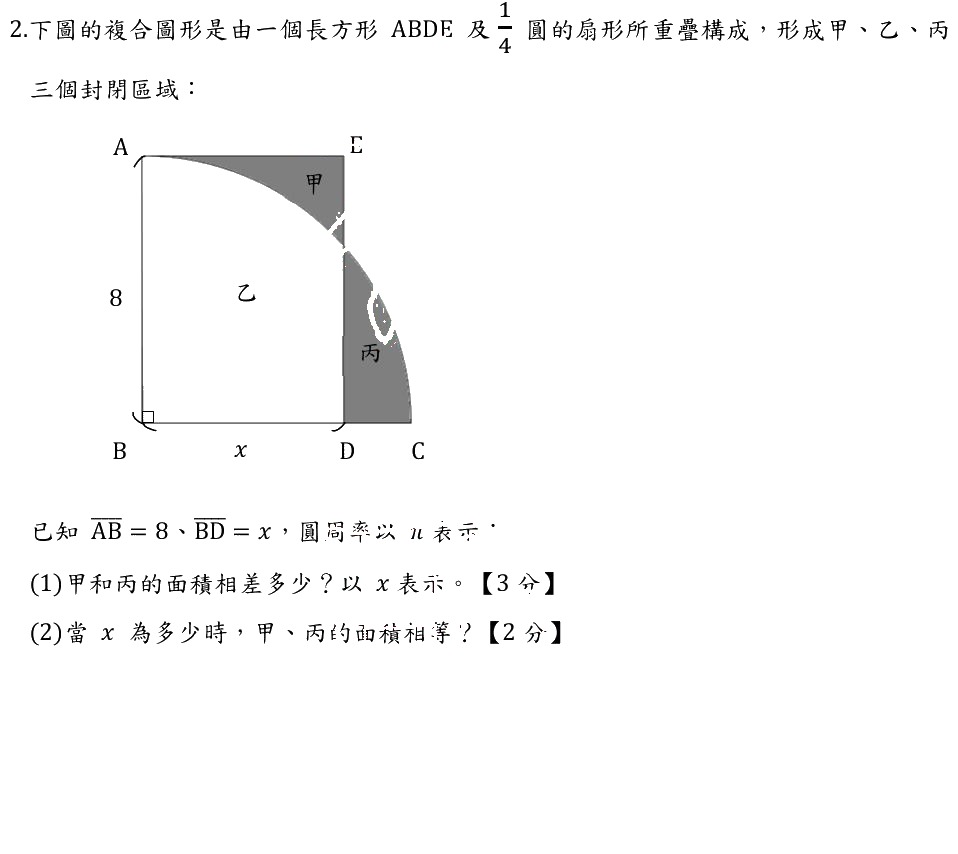 2.下圖的複合圖形是由一個長方形 ABDE 及 1/4 圓的扇形所重疊構成,形成甲、乙、丙
三個封閉區域:
A
E
甲
乙
8
丙
B
x
D
C
已知 AB = 8、BD = x,圓周率以 π 表示.
(1)甲和丙的面積相差多少?以 x 表示。【3 分】
(2)當 x 為多少時,甲、丙的面積相等?【2 分】